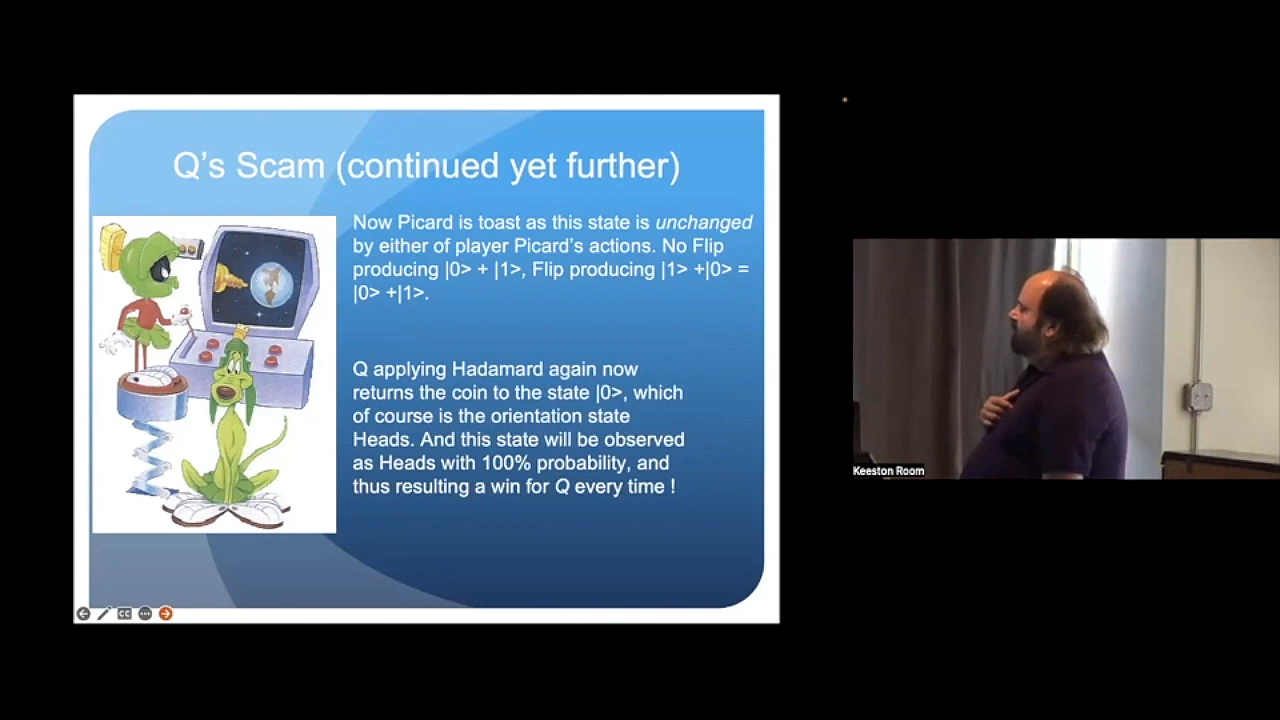 Q's Scam (continued yet further)
Now Picard is toast as this state is unchanged
by either of player Picard's actions. No Flip
producing |0> + |1>, Flip producing |1> +|0> =
|0> +|1>.
Q applying Hadamard again now
returns the coin to the state |0>, which
of course is the orientation state
Heads. And this state will be observed
as Heads with 100% probability, and
thus resulting a win for Q every time !
CC
Keeston Room